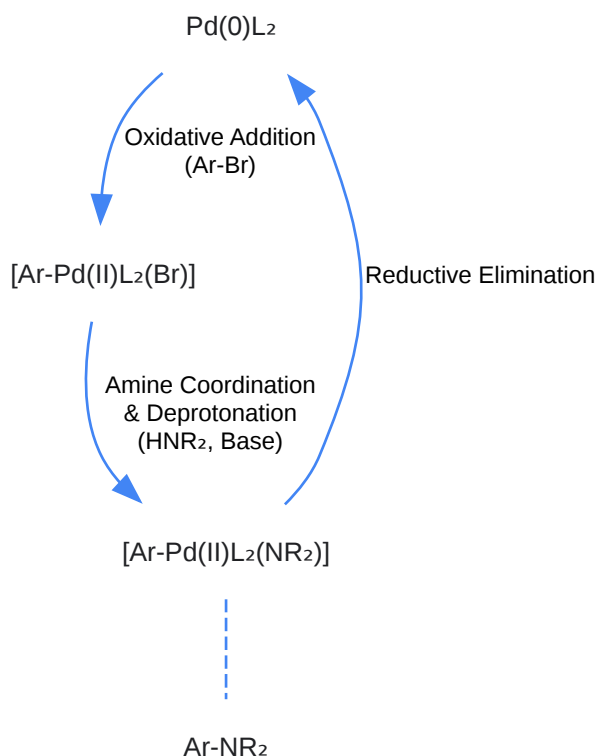 Pd(0)L₂
Oxidative Addition
(Ar-Br)
[Ar-Pd(II)L₂(Br)]
Reductive Elimination
Amine Coordination
& Deprotonation
(HNR₂, Base)
[Ar-Pd(II)L₂(NR₂)]
Ar-NR₂